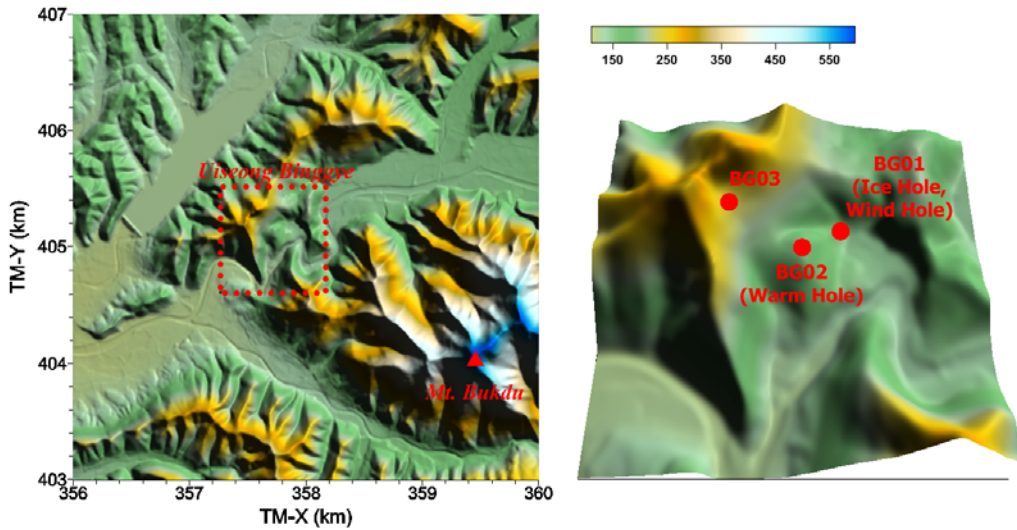 407
406
405
404
403
TM-Y (km)
Uiseong Binggye
Mt. Bukdu
356
357
358
359
360
TM-X (km)
150
250
350
450
550
BG03
BG01
(Ice Hole,
Wind Hole)
BG02
(Warm Hole)